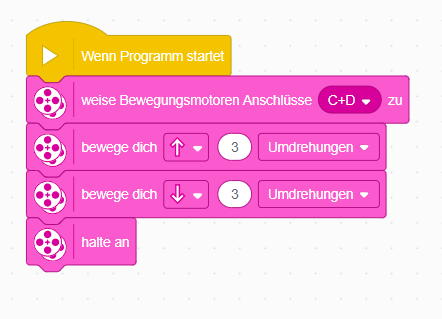 Wenn Programm startet
weise Bewegungsmotoren Anschlüsse C+D zu
bewege dich 3 Umdrehungen
bewege dich 3 Umdrehungen
halte an